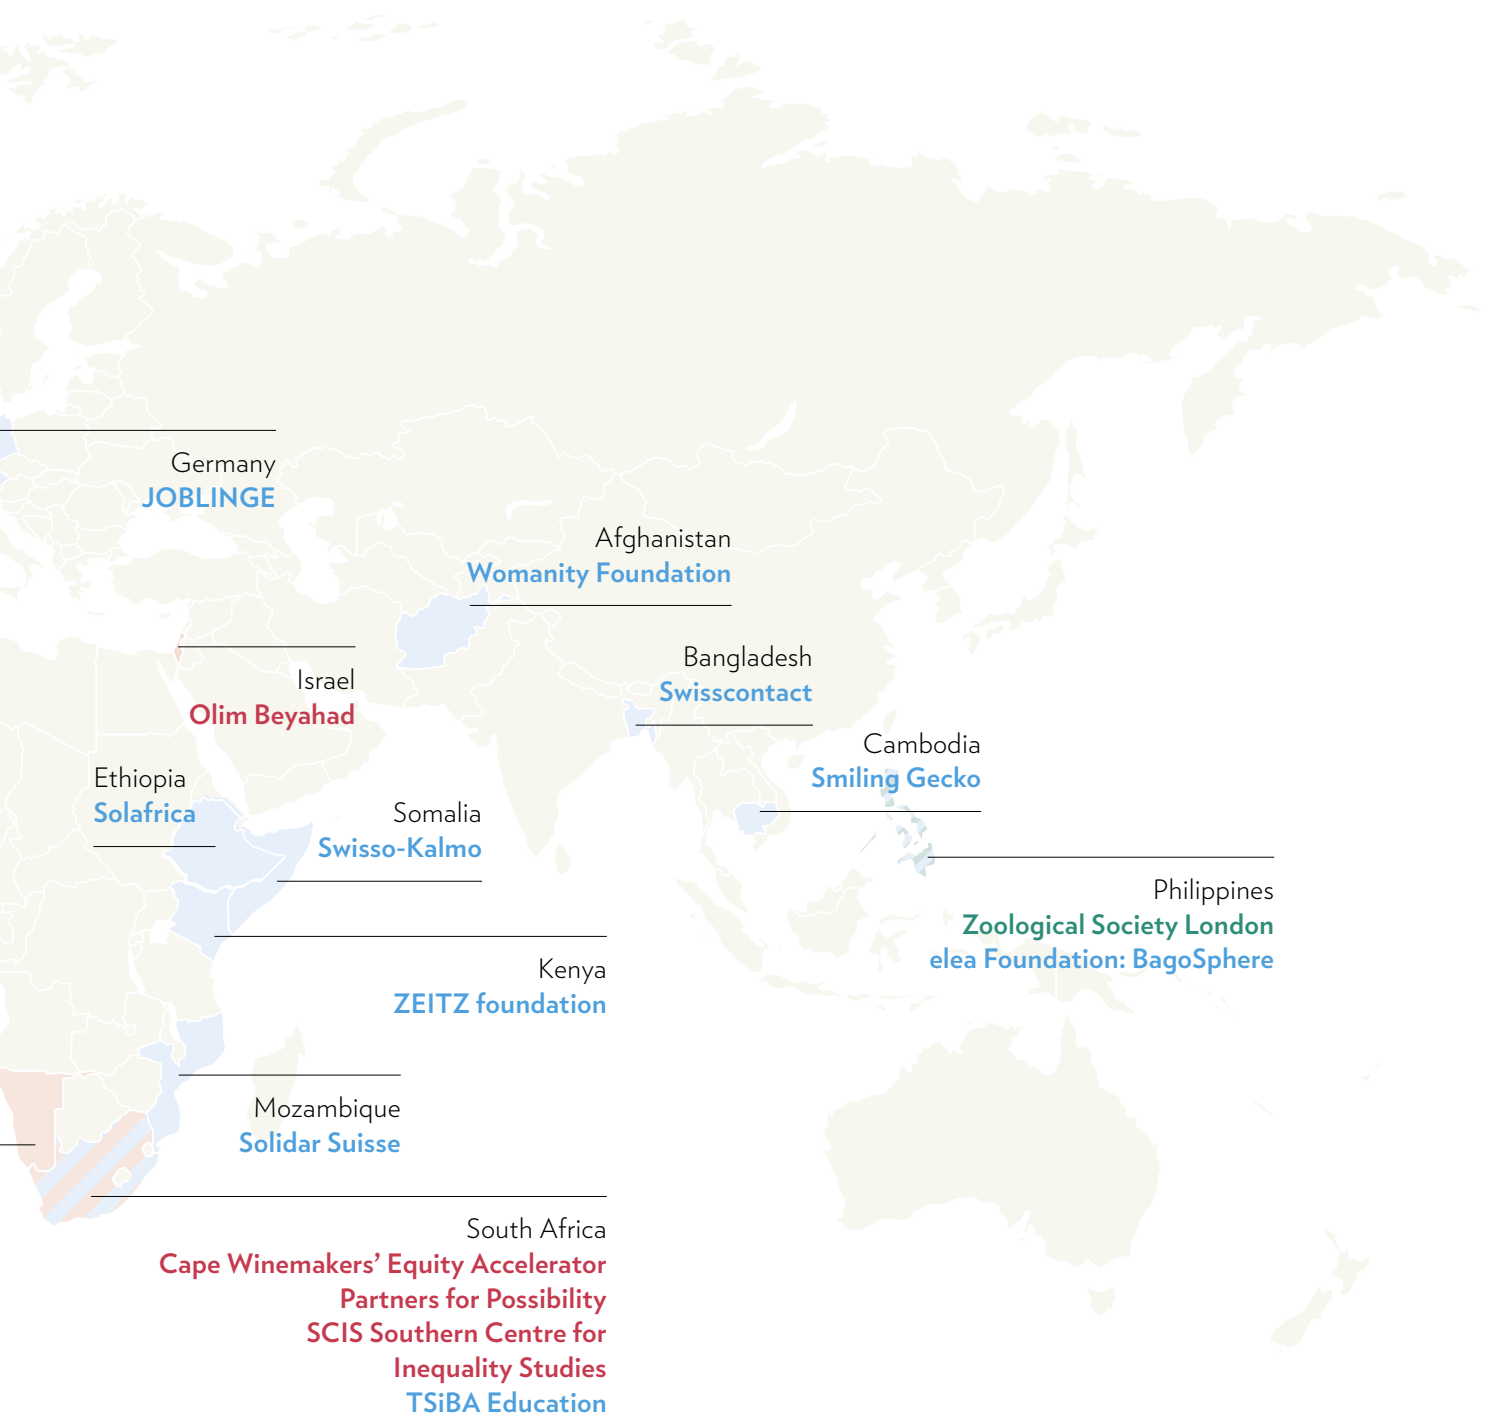 Germany
JOBLINGE
Afghanistan
Womanity Foundation
Israel
Olim Beyahad
Bangladesh
Swisscontact
Cambodia
Smiling Gecko
Ethiopia
Solafrica
Somalia
Swisso-Kalmo
Philippines
Zoological Society London
elea Foundation: BagoSphere
Kenya
ZEITZ foundation
Mozambique
Solidar Suisse
South Africa
Cape Winemakers’ Equity Accelerator
Partners for Possibility
SCIS Southern Centre for
Inequality Studies
TSiBA Education